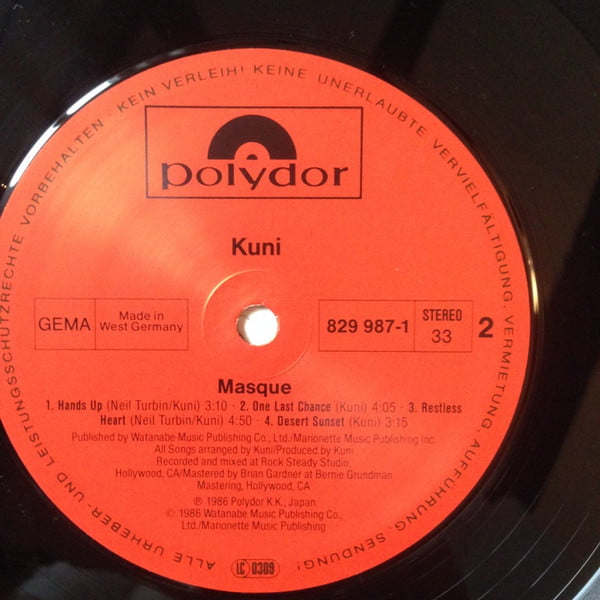 ALLE URHEBER- UND LEISTUNGSSCHUTZRECHTE VORBEHALTEN KEIN VERLEIH! KEINE UNERLAUBTE VERVIELFÄLTIGUNG, VERMIETUNG, AUFFÜHRUNG, SENDUNG!
polydor
Kuni
GEMA
Made in
West Germany
829 987-1
STEREO
33
2
Masque
1. Hands Up (Neil Turbin/Kuni) 3:10 · 2. One Last Chance (Kuni) 4:05 · 3. Restless
Heart (Neil Turbin/Kuni) 4:50 · 4. Desert Sunset (Kuni) 3:15
Published by Watanabe Music Publishing Co., Ltd./Marionette Music Publishing Inc.
All Songs arranged by Kuni/Produced by Kuni
Recorded and mixed at Rock Steady Studio,
Hollywood, CA/Mastered by Brian Gardner at Bernie Grundman
Mastering, Hollywood, CA
℗ 1986 Polydor K.K., Japan
© 1986 Watanabe Music Publishing Co.,
Ltd./Marionette Music Publishing
LC 0309